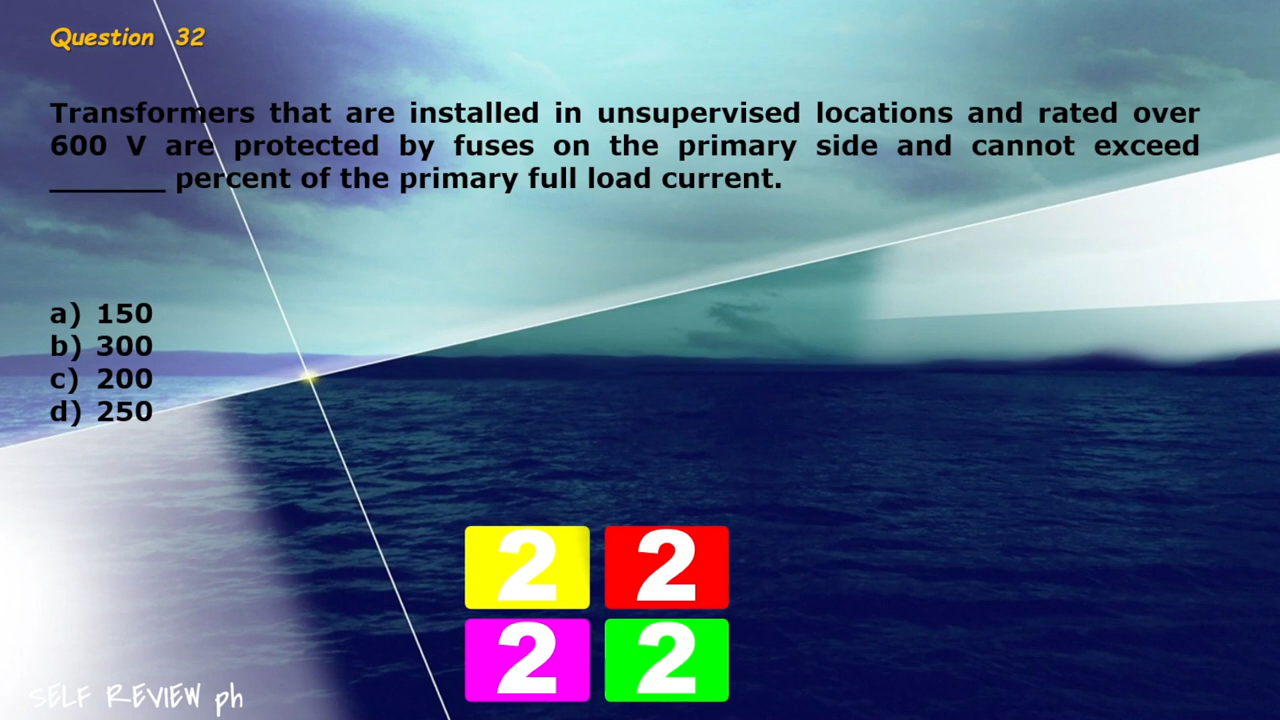 Question 32
Transformers that are installed in unsupervised locations and rated over
600 V are protected by fuses on the primary side and cannot exceed
_______ percent of the primary full load current.
a) 150
b) 300
c) 200
d) 250
2 2
2 2
SELF REVIEW ph